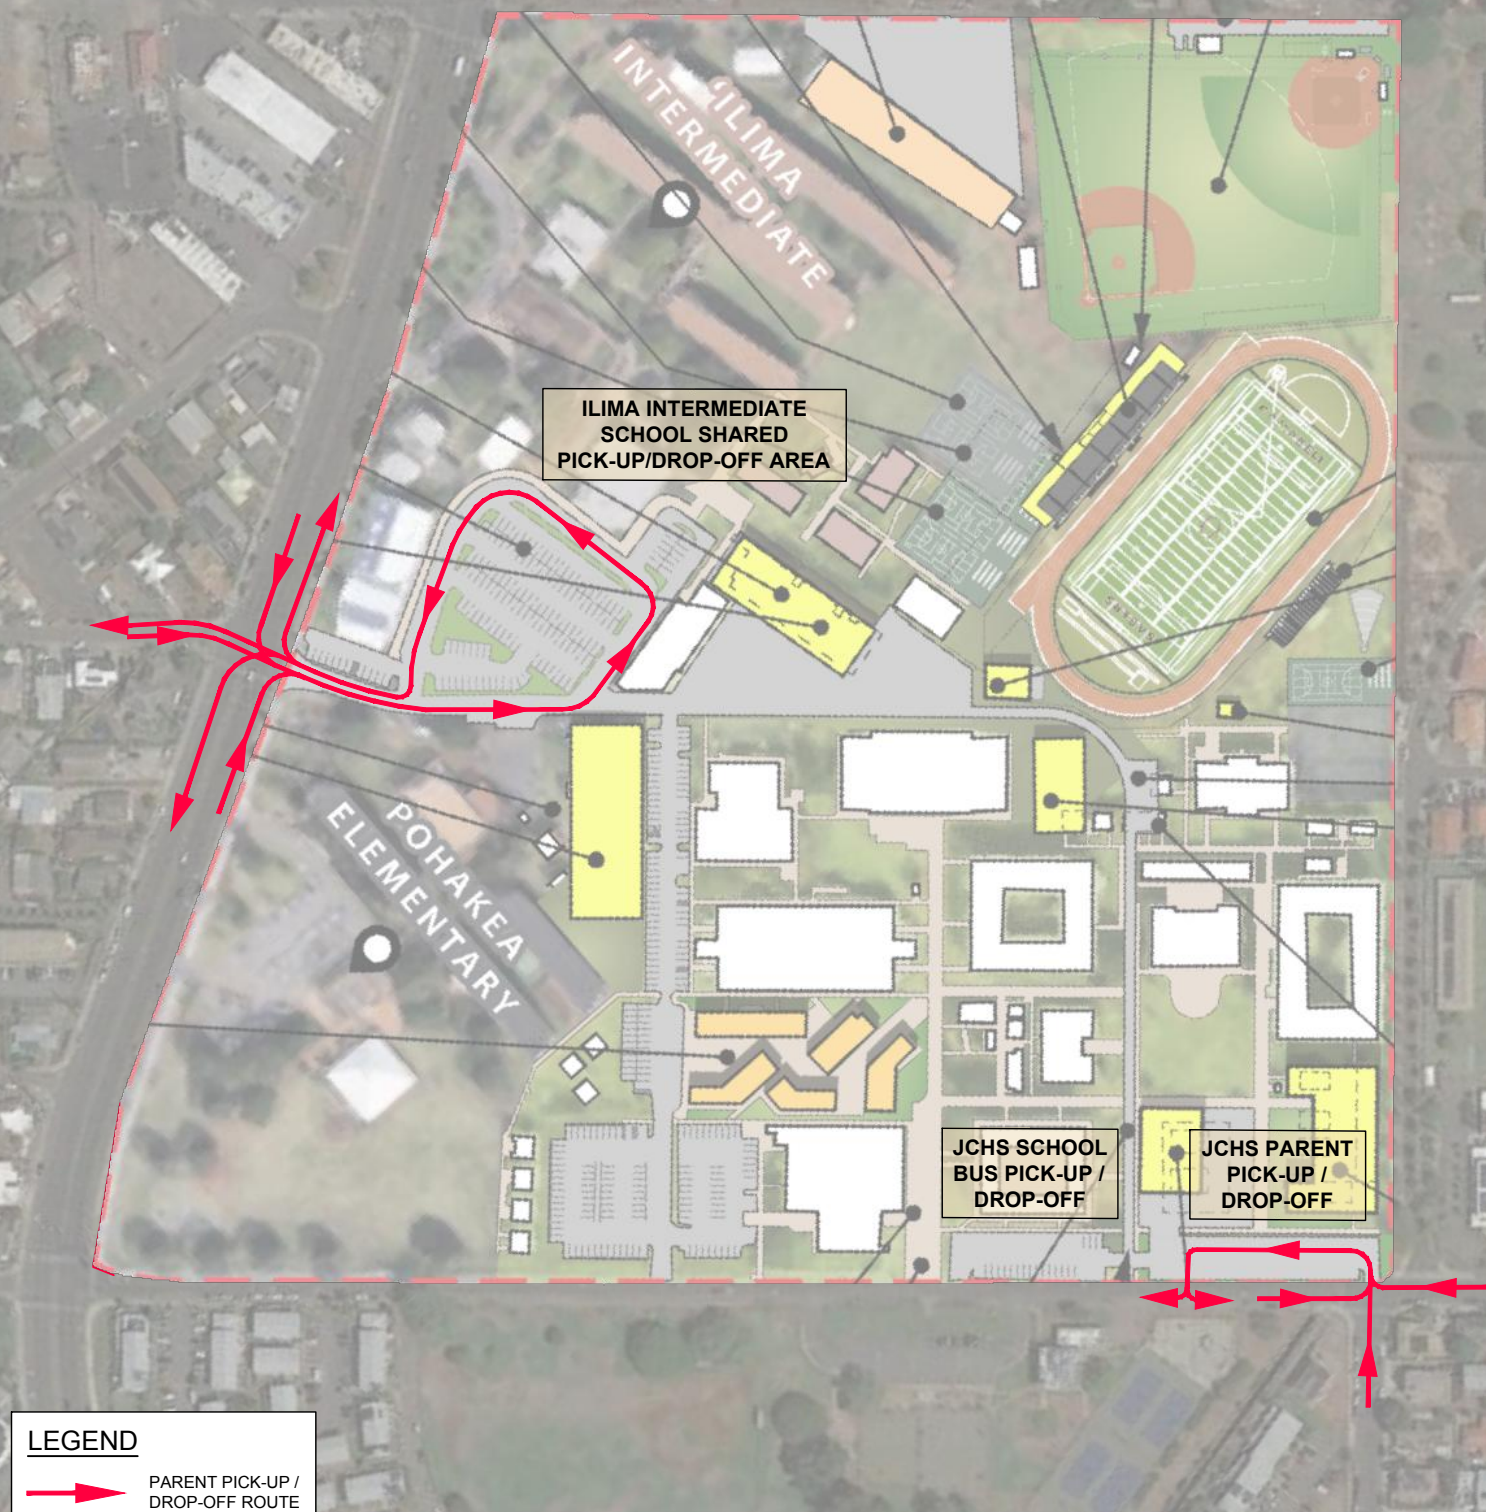 'ILIMA
INTERMEDIATE
ILIMA INTERMEDIATE
SCHOOL SHARED
PICK-UP/DROP-OFF AREA
POHAKEA
ELEMENTARY
JCHS SCHOOL
BUS PICK-UP /
DROP-OFF
JCHS PARENT
PICK-UP /
DROP-OFF
LEGEND
PARENT PICK-UP /
DROP-OFF ROUTE